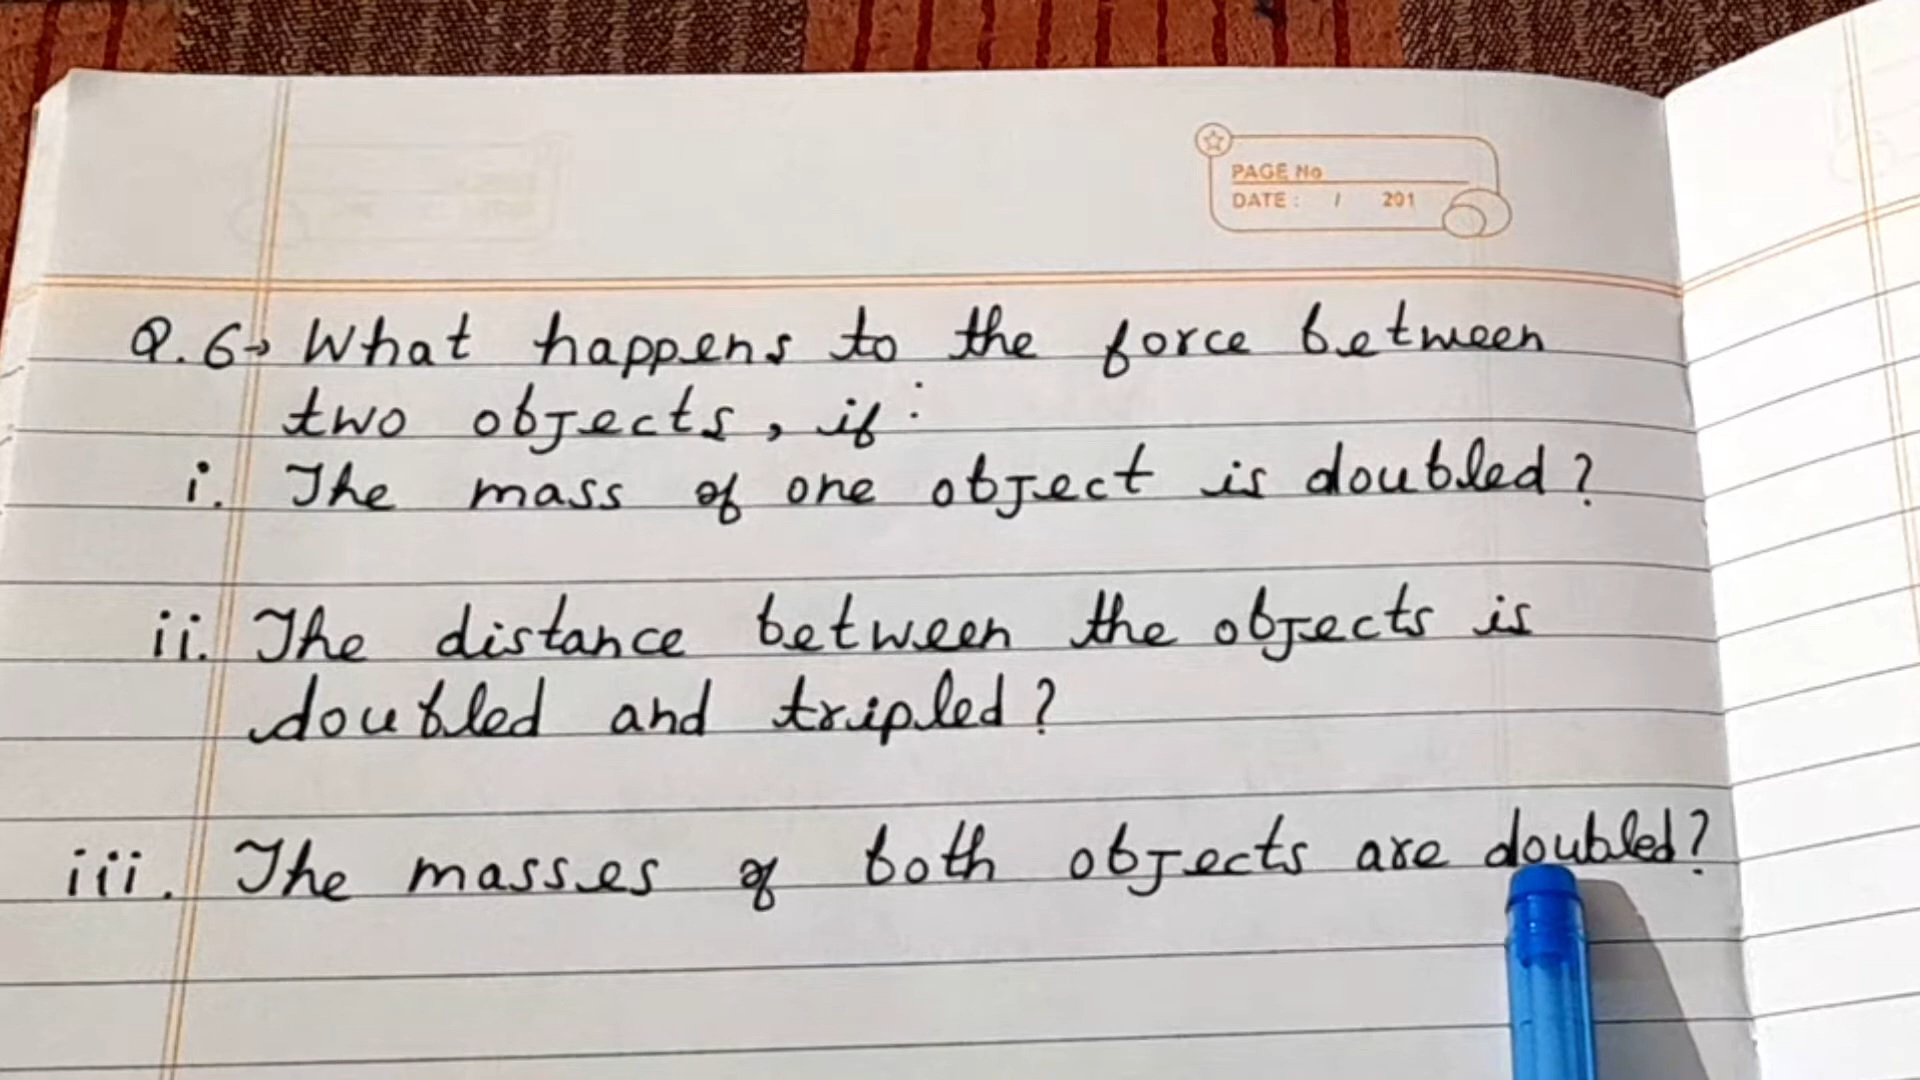 PAGE No
DATE : / 201
Q.6→ What happens to the force between
two objects, if :
i. The mass of one object is doubled?
ii. The distance between the objects is
doubled and tripled?
iii. The masses of both objects are doubled?